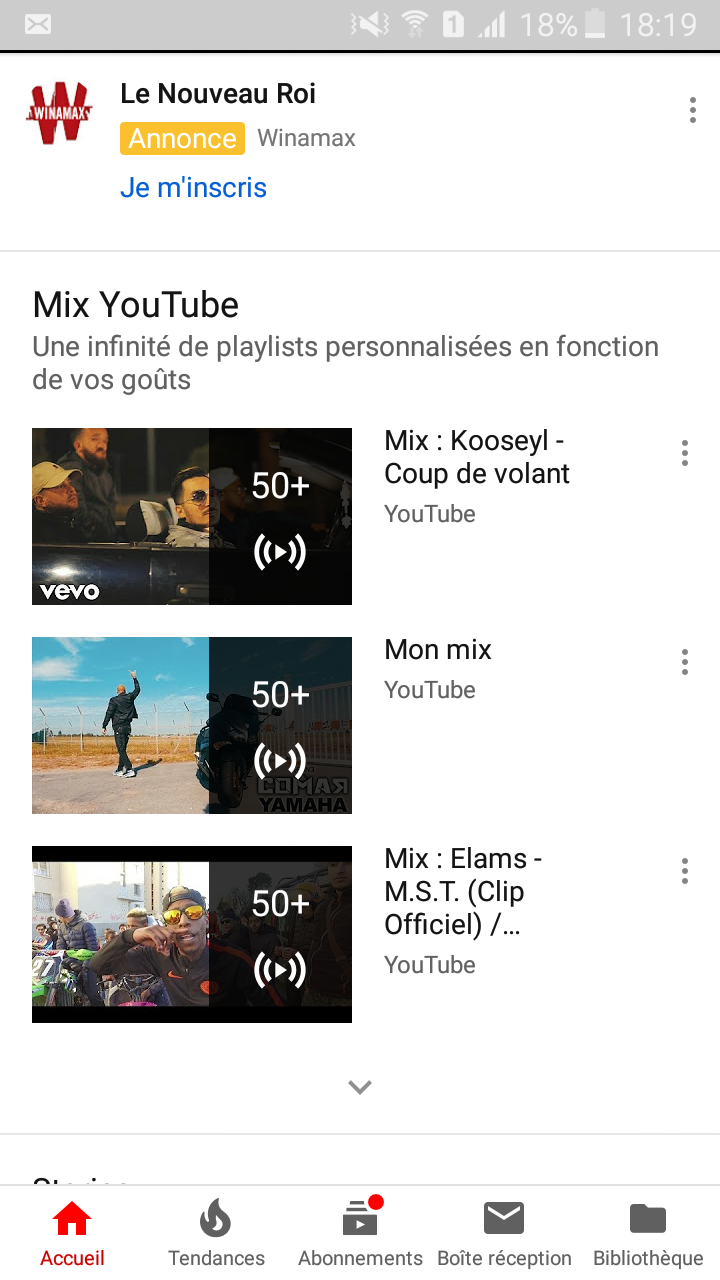 18% 18:19
WINAMAX
Le Nouveau Roi
Annonce Winamax
Je m'inscris
Mix YouTube
Une infinité de playlists personnalisées en fonction
de vos goûts
50+
vevo
Mix : Kooseyl -
Coup de volant
YouTube
50+
YAMAHA
Mon mix
YouTube
50+
27
Mix : Elams -
M.S.T. (Clip
Officiel) /...
YouTube
Accueil
Tendances
Abonnements
Boîte réception
Bibliothèque